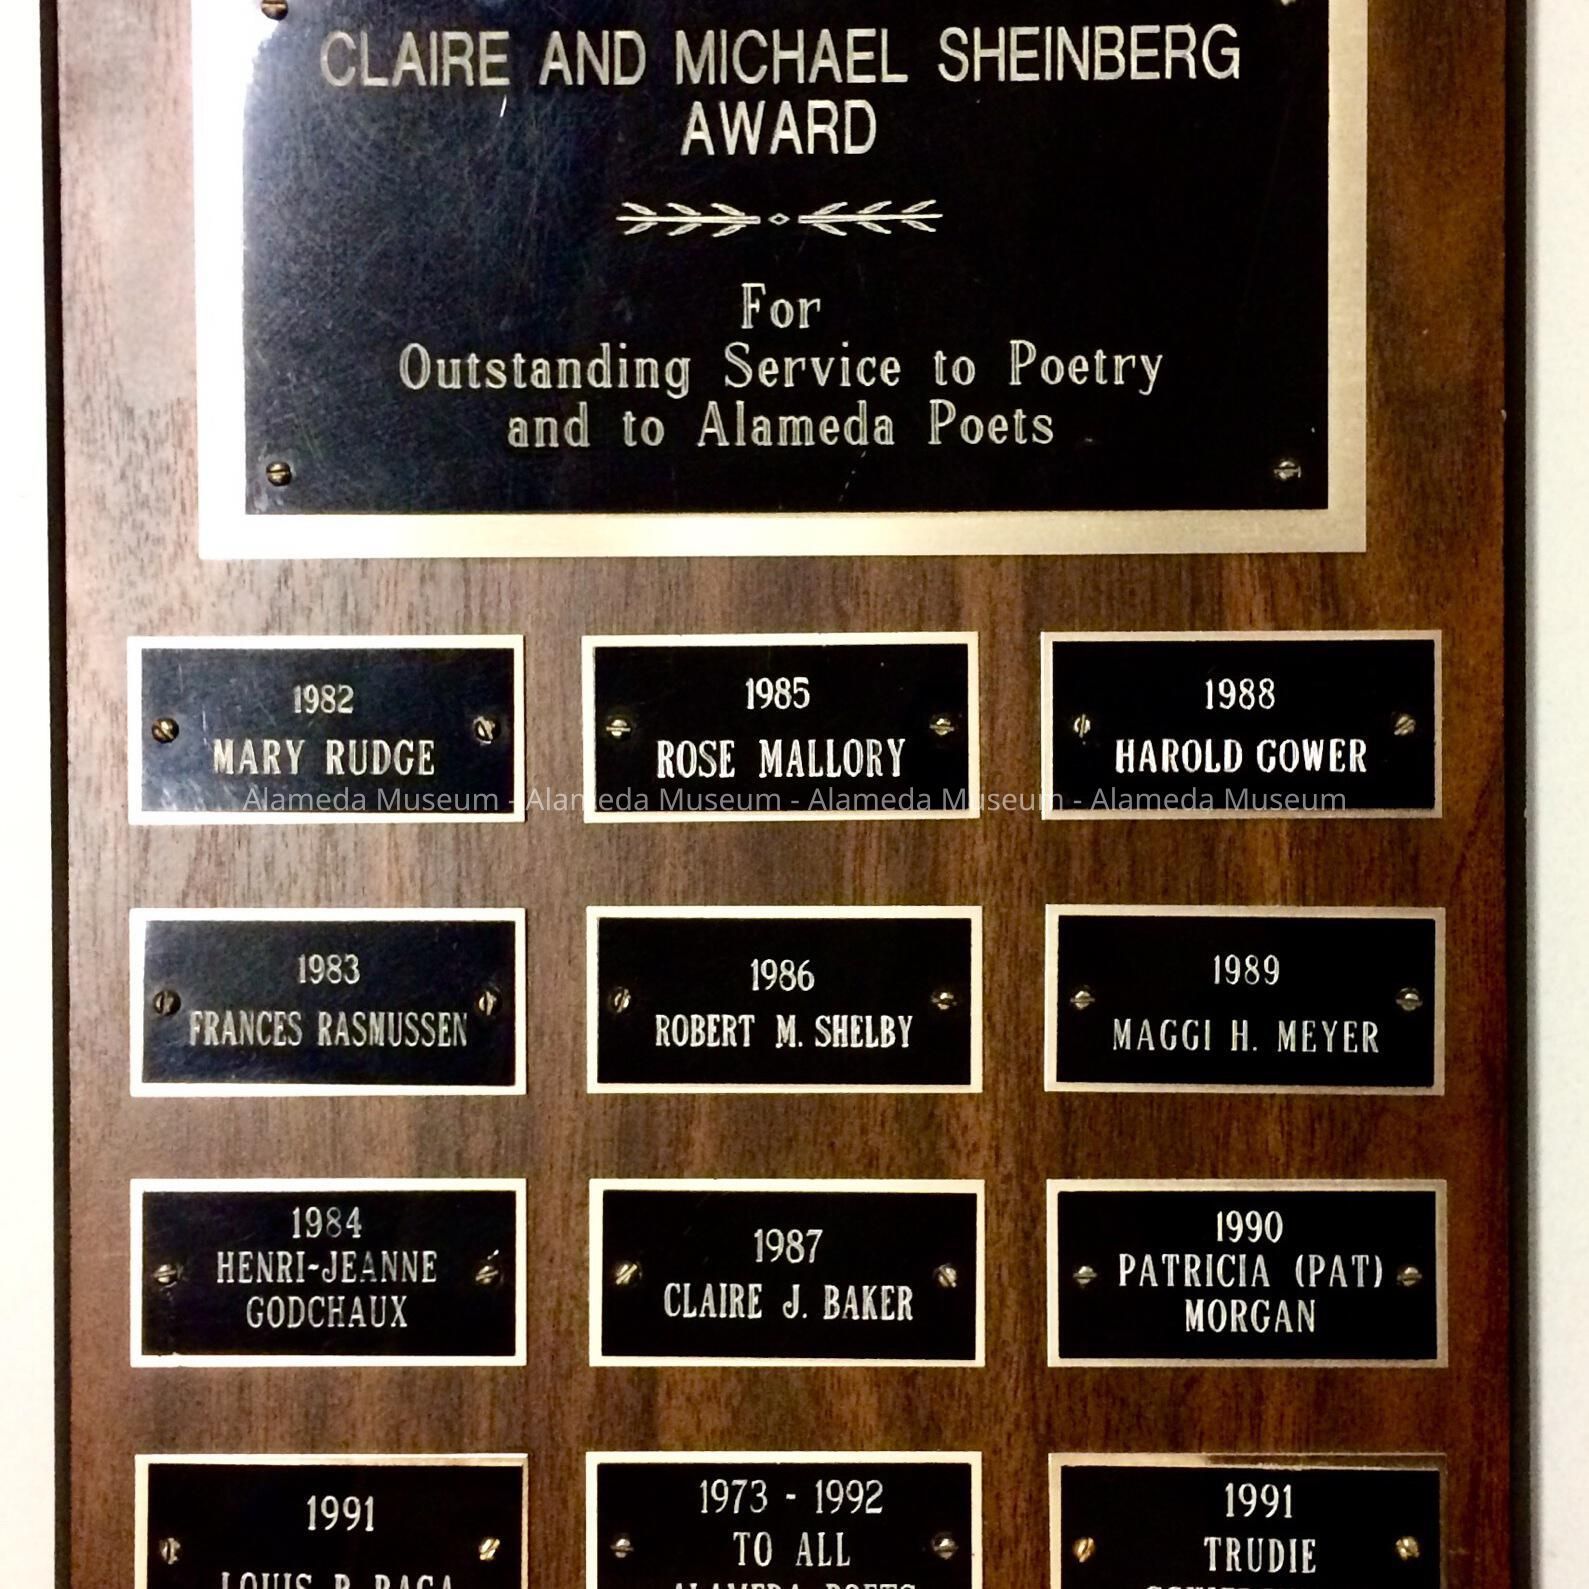 CLAIRE AND MICHAEL SHEINBERG
AWARD
For
Outstanding Service to Poetry
and to Alameda Poets
1982
MARY RUDGE
1985
ROSE MALLORY
1988
HAROLD GOWER
Alameda Museum - Alameda Museum - Alameda Museum - Alameda Museum
1983
FRANCES RASMUSSEN
1986
ROBERT M. SHELBY
1989
MAGGI H. MEYER
1984
HENRI-JEANNE
GODCHAUX
1987
CLAIRE J. BAKER
1990
PATRICIA (PAT)
MORGAN
1991
1973 - 1992
TO ALL
ALAMEDA POETS
1991
TRUDIE